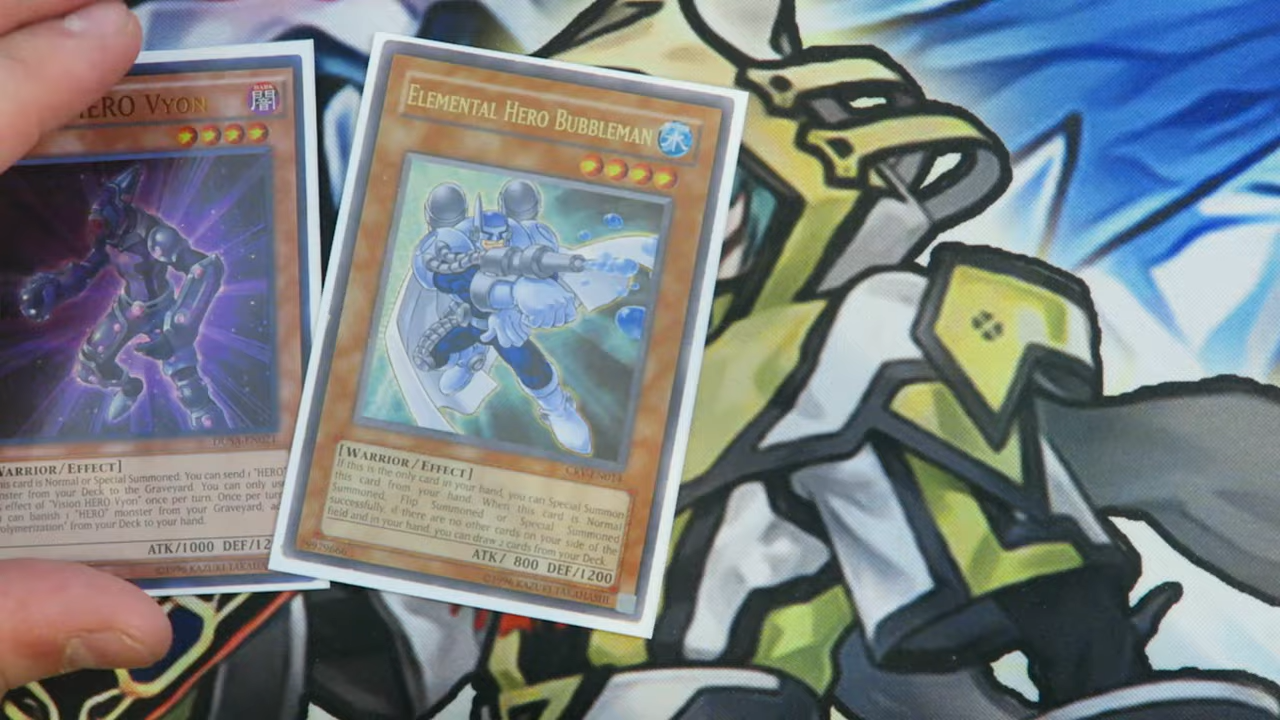 HERO VYON
DARK
闇
DUSA-EN024
WARRIOR/EFFECT]
this card is Normal or Special Summoned: You can send 1 "HERO"
monster from your Deck to the Graveyard. You can only use
effect of "Vision HERO Vyon" once per turn. Once per turn
can banish 1 "HERO" monster from your Graveyard,
Polymerization" from your Deck to your hand.
ATK/1000 DEF/12
©1996 KAZUKI TAKAHASHI
ELEMENTAL HERO BUBBLEMAN
水
CRV-EN014
[WARRIOR/EFFECT]
If this is the only card in your hand, you can Special Summon
this card from your hand. When this card is Normal
Summoned, Flip Summoned or Special Summoned
successfully, if there are no other cards on your side of the
field and in your hand, you can draw 2 cards from your Deck.
ATK/ 800 DEF/1200
79979666
©1996 KAZUKI TAKAHASHI